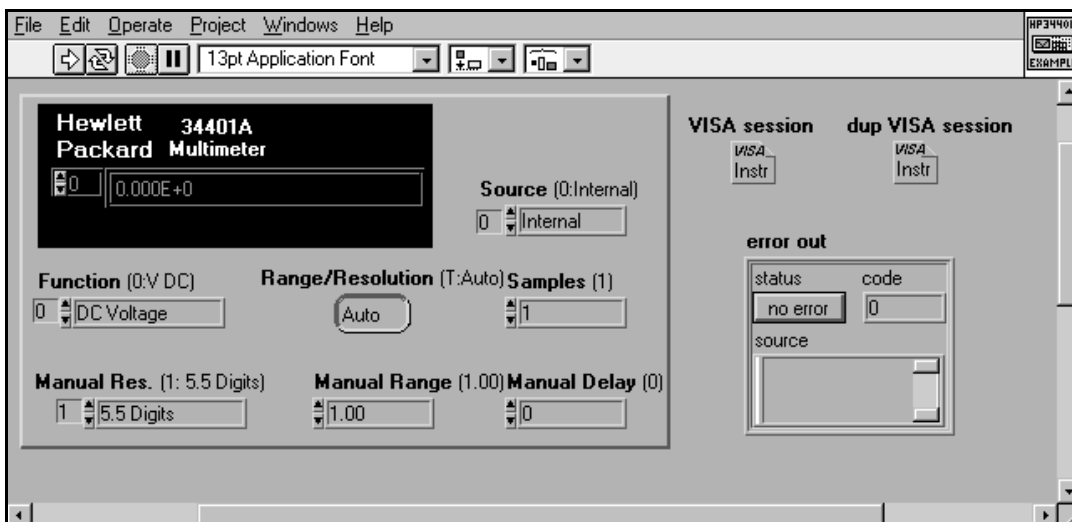 File Edit Operate Project Windows Help
HP34401
EXAMPL
13pt Application Font
Hewlett 34401A
Packard Multimeter
0 0.000E+0
Source (0:Internal)
0 Internal
VISA session dup VISA session
VISA Instr VISA Instr
Function (0:V DC) Range/Resolution (T:Auto) Samples (1)
0 DC Voltage Auto 1
Manual Res. (1: 5.5 Digits) Manual Range (1.00) Manual Delay (0)
1 5.5 Digits 1.00 0
error out
status code
no error 0
source